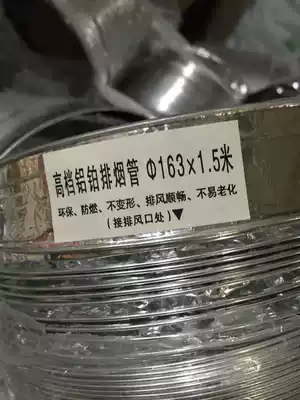 高档铝铂排烟管 Φ163×1.5米
环保、防燃、不变形、排风顺畅、不易老化
(接排风口处)▼